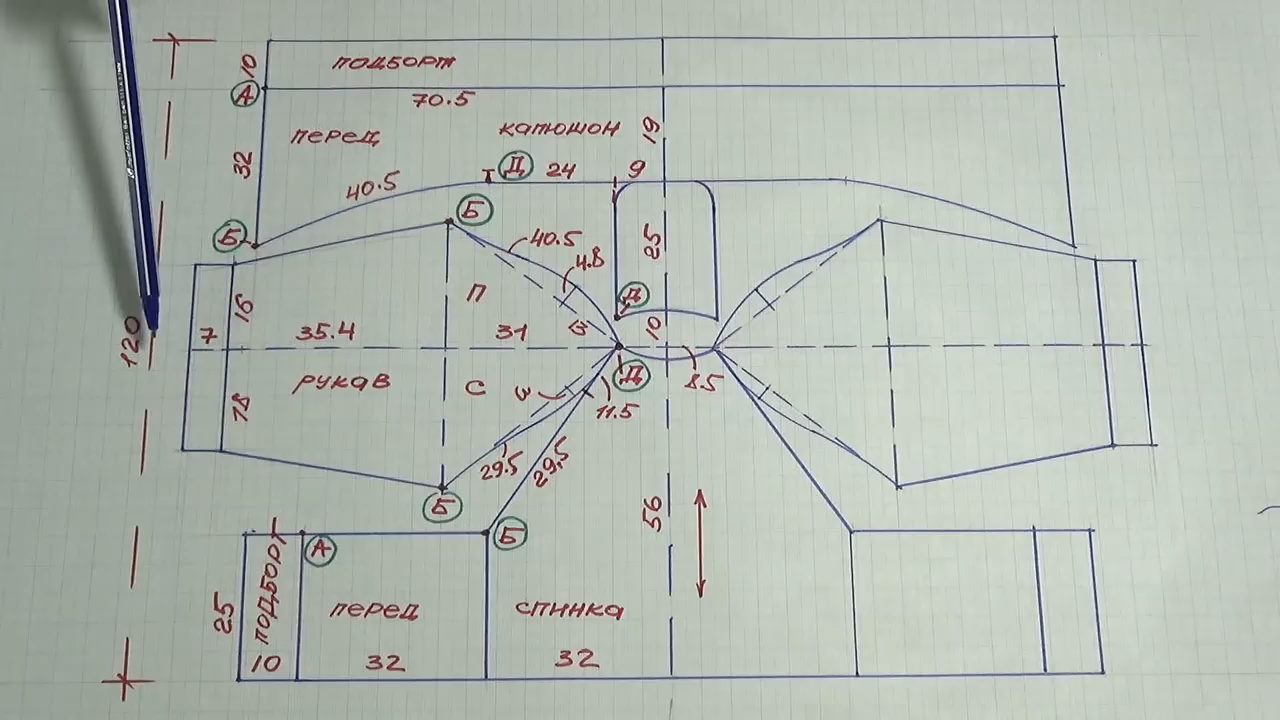 10 подборт
А 70.5
перед капюшон 19
32 40.5 Д 24 9
Б Б 40.5 25
4.8
П Д
16 35.4 31 В 10
7
120
рукав С 3 Д 8.5
18 11.5
29.5 29,5
Б Б
56
А
25 подборт перед спинка
10 32 32